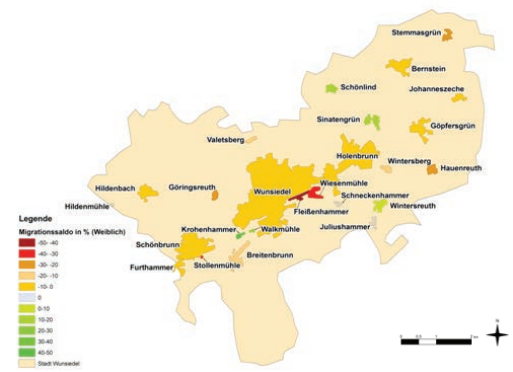 Stemmasgrün
Bernstein
Schönlind
Johanneszeche
Sinatengrün
Göpfersgrün
Valetsberg
Holenbrunn
Wintersberg
Hauenreuth
Wiesenmühle
Hildenbach
Göringsreuth
Wunsiedel
Schneckenhammer
Hildenmühle
Wintersreuth
Fleißenhammer
Krohenhammer
Walkmühle
Juliushammer
Schönbrunn
Breitenbrunn
Furthammer
Stollenmühle
Legende
Migrationssaldo in % (Weiblich)
-50- -40
-40- -30
-30- -20
-20- -10
-10- 0
0
0-10
10-20
20-30
30-40
40-50
Stadt Wunsiedel
N